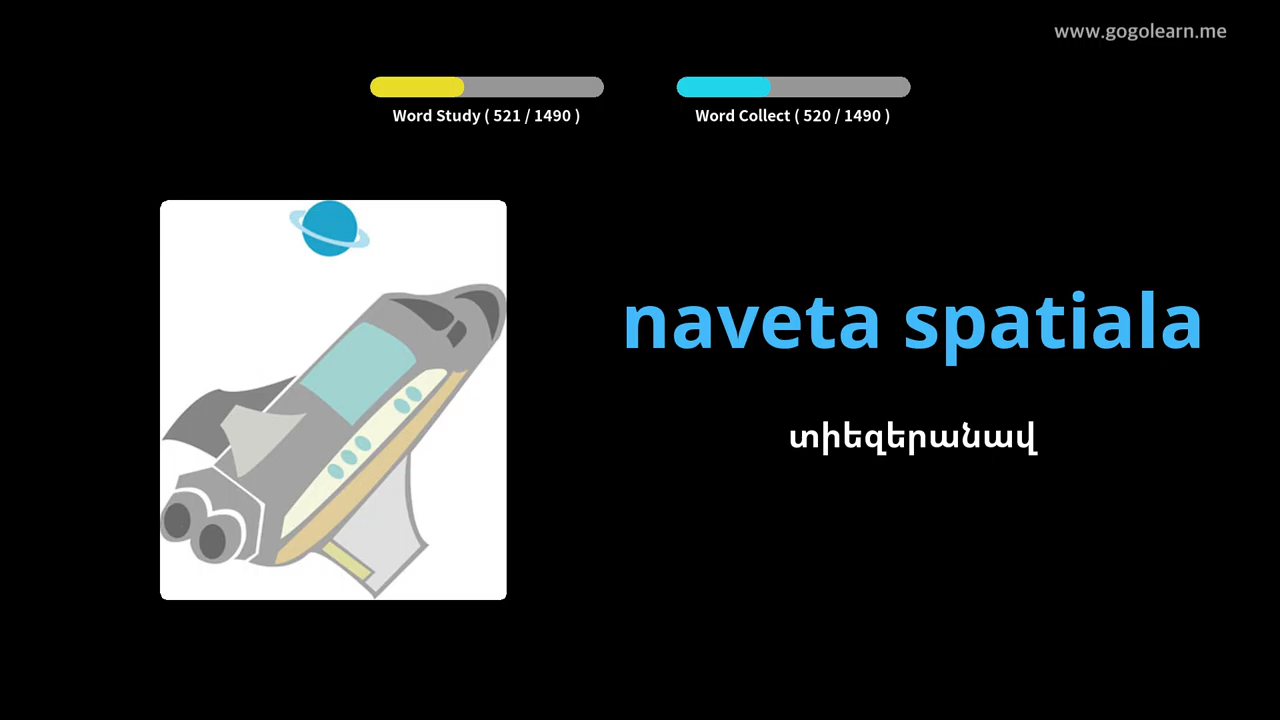 www.gogolearn.me
Word Study ( 521 / 1490 )
Word Collect ( 520 / 1490 )
naveta spatiala
տիեզերանավ